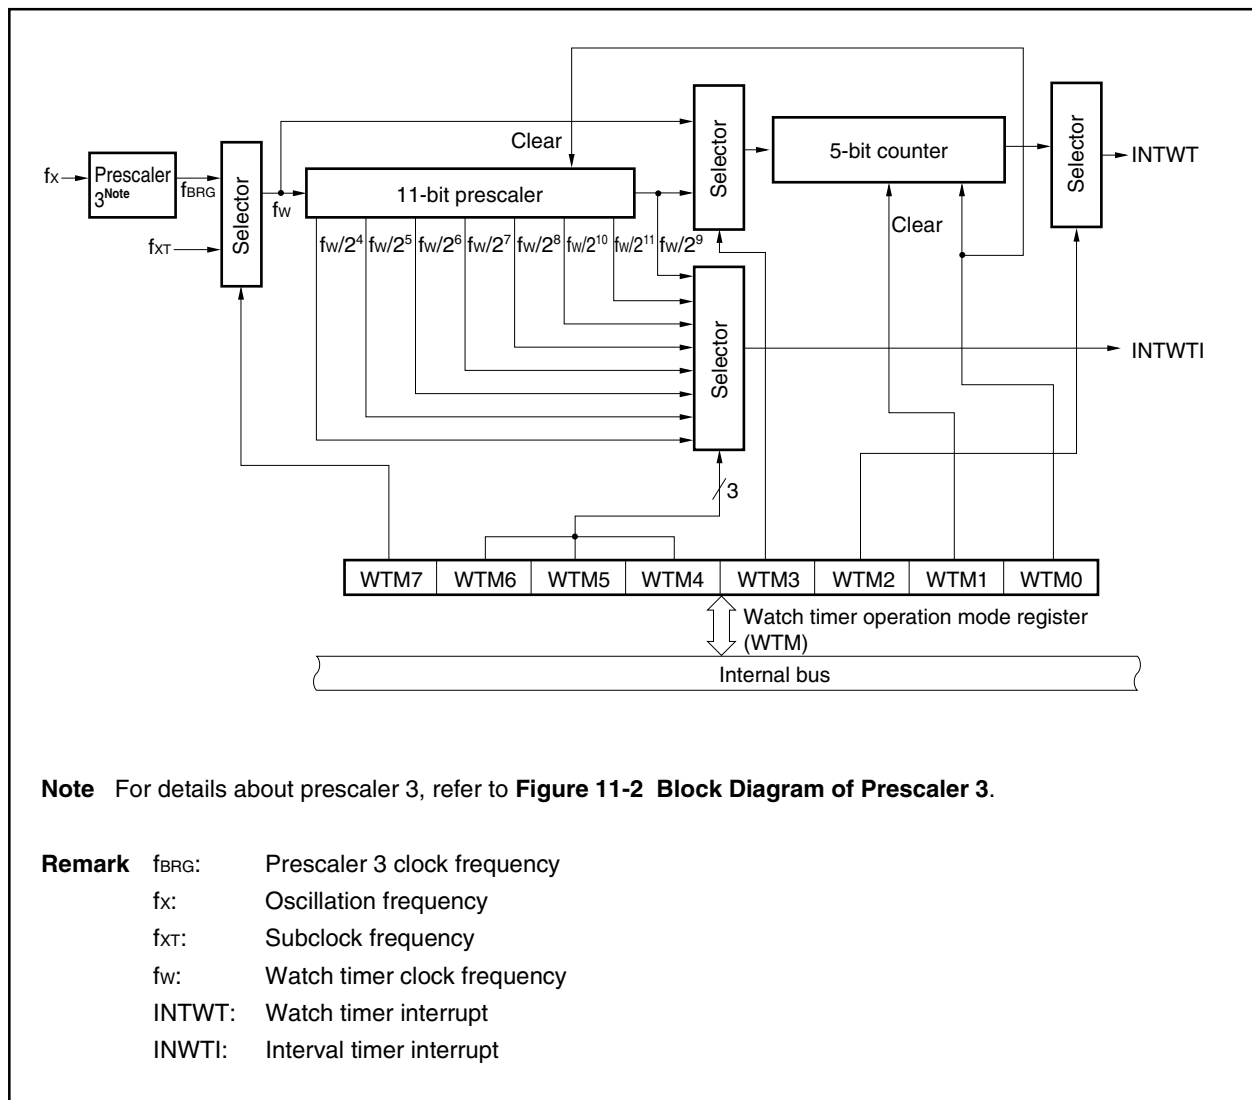 Clear
fX
Prescaler
3Note
fBRG
fXT
Selector
fW
11-bit prescaler
fW/2⁴ fW/2⁵ fW/2⁶ fW/2⁷ fW/2⁸ fW/2¹⁰ fW/2¹¹ fW/2⁹
Selector
5-bit counter
Clear
Selector
INTWT
Selector
INTWTI
3
WTM7 WTM6 WTM5 WTM4 WTM3 WTM2 WTM1 WTM0
Watch timer operation mode register
(WTM)
Internal bus
Note For details about prescaler 3, refer to Figure 11-2 Block Diagram of Prescaler 3.
Remark fBRG: Prescaler 3 clock frequency
fX: Oscillation frequency
fXT: Subclock frequency
fW: Watch timer clock frequency
INTWT: Watch timer interrupt
INWTI: Interval timer interrupt